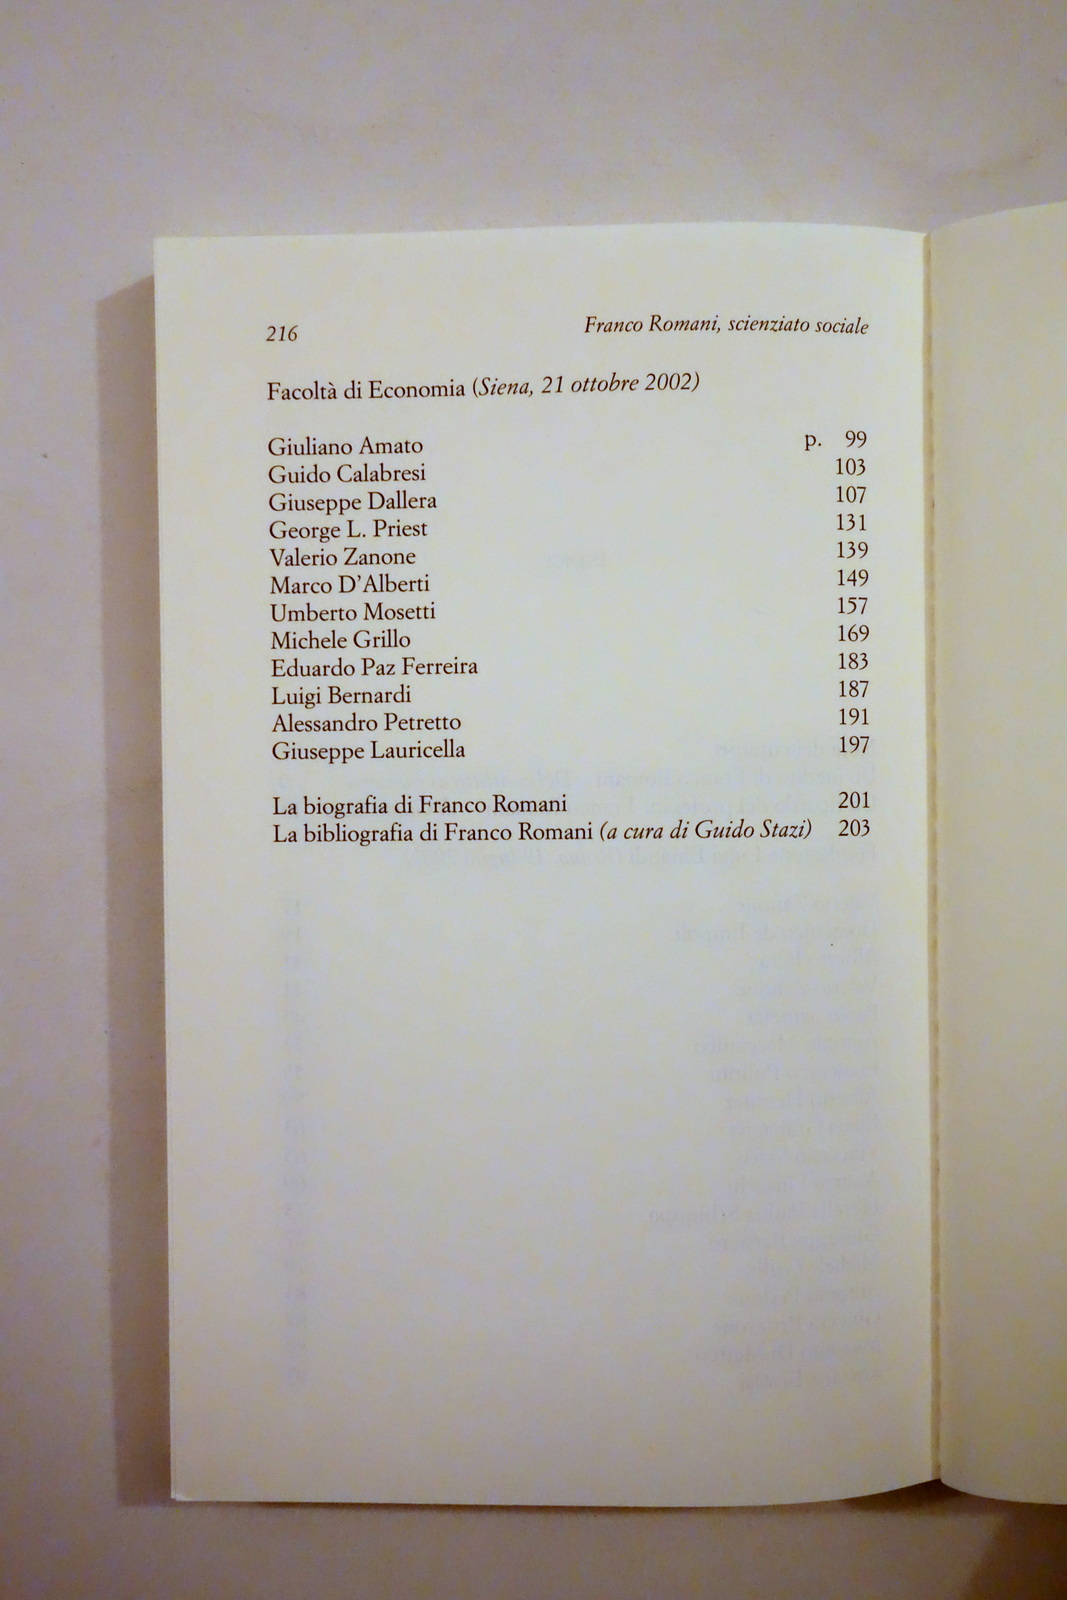 216 Franco Romani, scienziato sociale
Facoltà di Economia (Siena, 21 ottobre 2002)
Giuliano Amato p. 99
Guido Calabresi 103
Giuseppe Dallera 107
George L. Priest 131
Valerio Zanone 139
Marco D'Alberti 149
Umberto Mosetti 157
Michele Grillo 169
Eduardo Paz Ferreira 183
Luigi Bernardi 187
Alessandro Petretto 191
Giuseppe Lauricella 197
La biografia di Franco Romani 201
La bibliografia di Franco Romani (a cura di Guido Stazi) 203